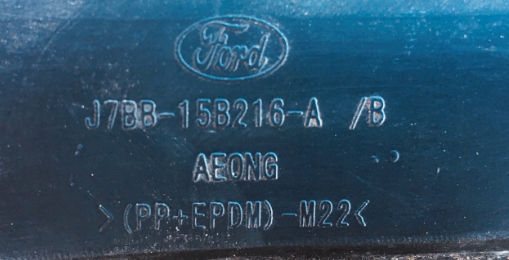 Ford
J7BB-15B216-A /B
AEONG
>(PP+EPDM)-M22<